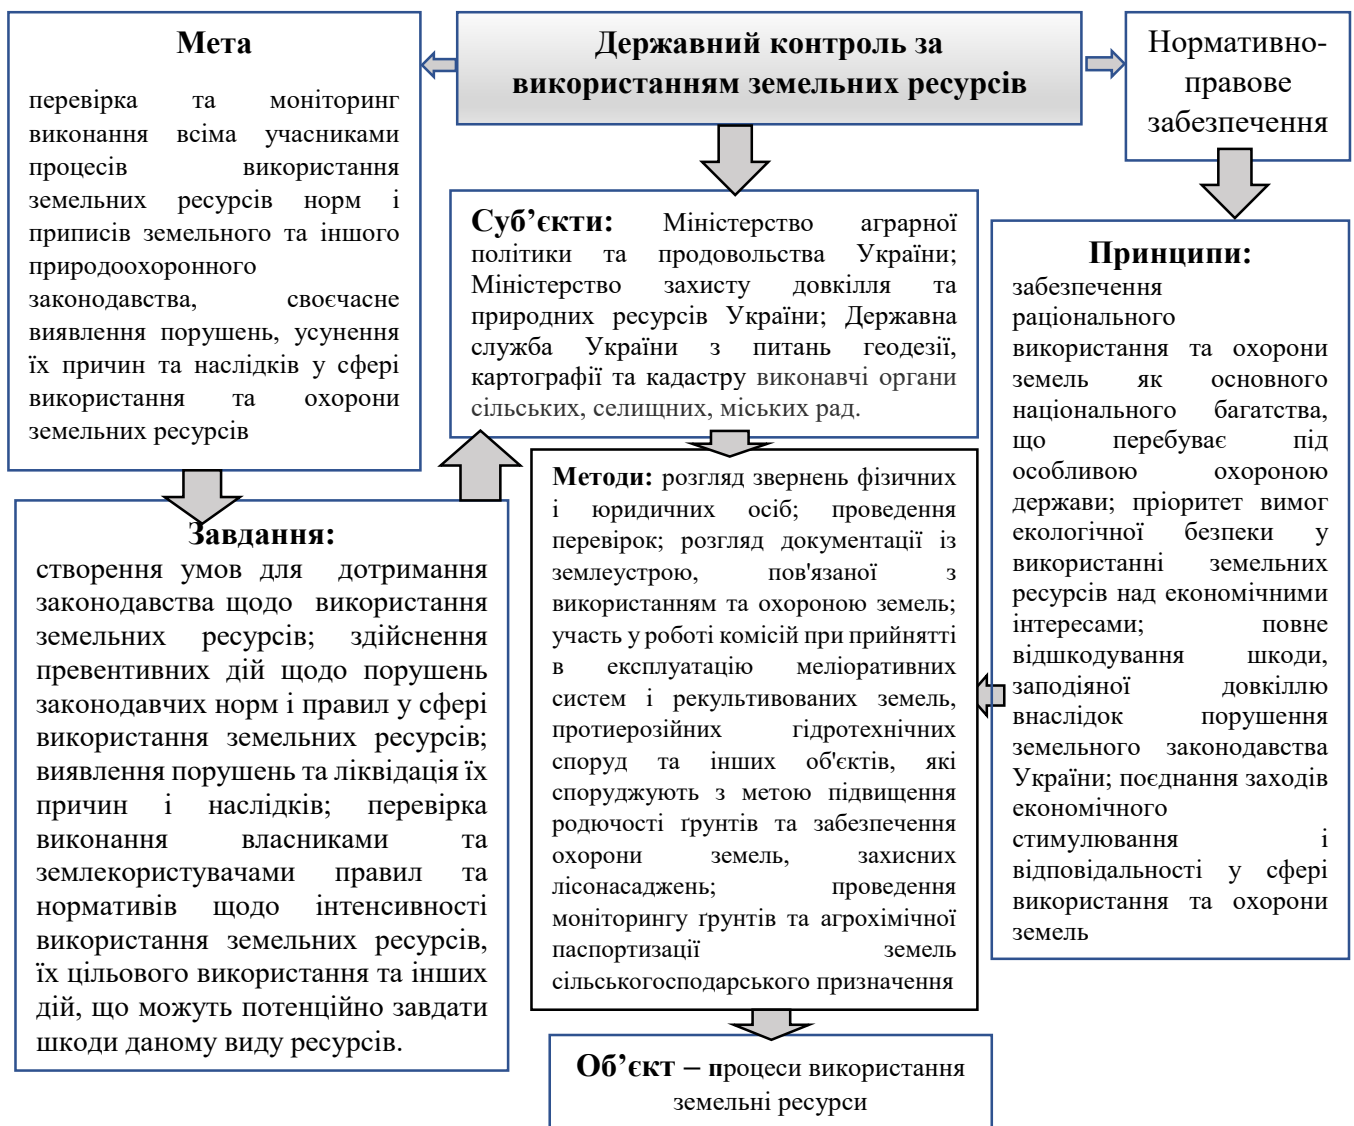 Мета
перевірка та моніторинг
виконання всіма учасниками
процесів використання
земельних ресурсів норм і
приписів земельного та іншого
природоохоронного
законодавства, своєчасне
виявлення порушень, усунення
їх причин та наслідків у сфері
використання та охорони
земельних ресурсів
Державний контроль за
використанням земельних ресурсів
Нормативно-
правове
забезпечення
Суб’єкти: Міністерство аграрної
політики та продовольства України;
Міністерство захисту довкілля та
природних ресурсів України; Державна
служба України з питань геодезії,
картографії та кадастру виконавчі органи
сільських, селищних, міських рад.
Принципи:
забезпечення
раціонального
використання та охорони
земель як основного
національного багатства,
що перебуває під
особливою охороною
держави; пріоритет вимог
екологічної безпеки у
використанні земельних
ресурсів над економічними
інтересами; повне
відшкодування шкоди,
заподіяної довкіллю
внаслідок порушення
земельного законодавства
України; поєднання заходів
економічного
стимулювання і
відповідальності у сфері
використання та охорони
земель
Завдання:
створення умов для дотримання
законодавства щодо використання
земельних ресурсів; здійснення
превентивних дій щодо порушень
законодавчих норм і правил у сфері
використання земельних ресурсів;
виявлення порушень та ліквідація їх
причин і наслідків; перевірка
виконання власниками та
землекористувачами правил та
нормативів щодо інтенсивності
використання земельних ресурсів,
їх цільового використання та інших
дій, що можуть потенційно завдати
шкоди даному виду ресурсів.
Методи: розгляд звернень фізичних
і юридичних осіб; проведення
перевірок; розгляд документації із
землеустрою, пов'язаної з
використанням та охороною земель;
участь у роботі комісій при прийнятті
в експлуатацію меліоративних
систем і рекультивованих земель,
протиерозійних гідротехнічних
споруд та інших об'єктів, які
споруджують з метою підвищення
родючості ґрунтів та забезпечення
охорони земель, захисних
лісонасаджень; проведення
моніторингу ґрунтів та агрохімічної
паспортизації земель
сільськогосподарського призначення
Об’єкт – процеси використання
земельні ресурси